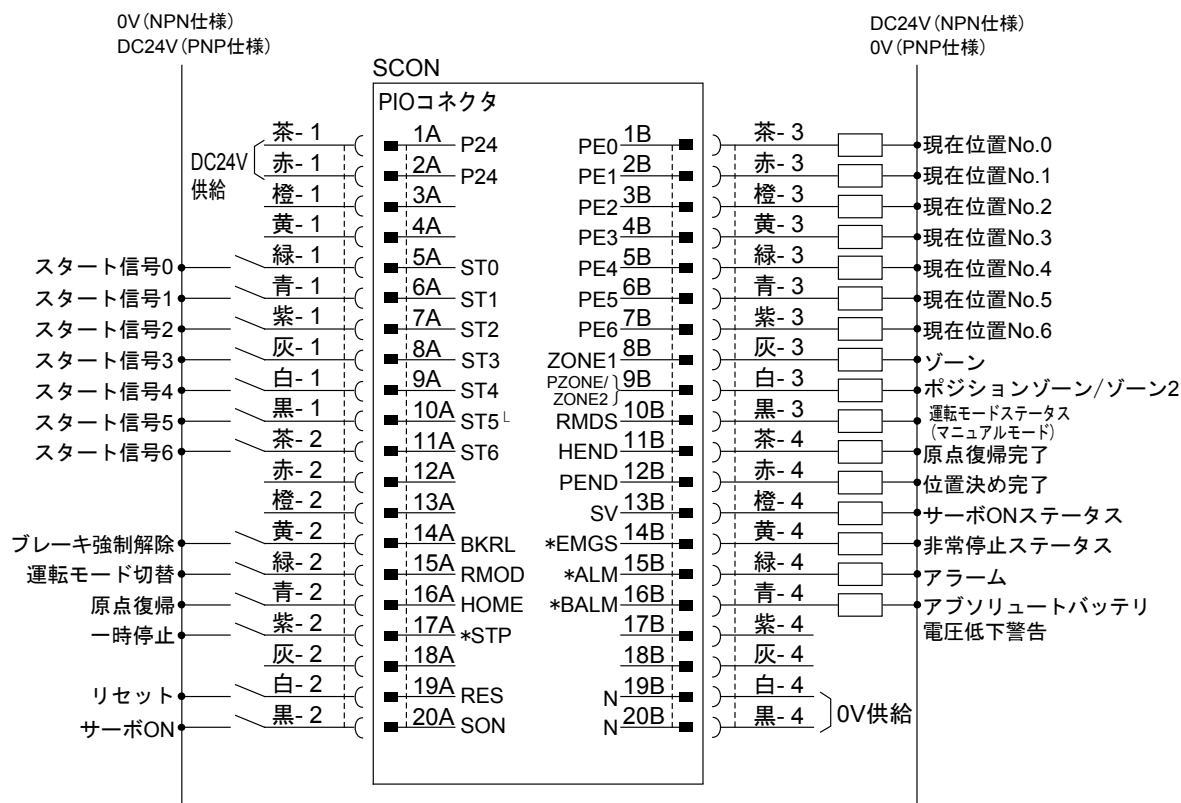 0V(NPN仕様)
DC24V(PNP仕様)
DC24V(NPN仕様)
0V(PNP仕様)
SCON
PIOコネクタ
DC24V
供給
茶- 1 1A P24
赤- 1 2A P24
橙- 1 3A
黄- 1 4A
スタート信号0 緑- 1 5A ST0
スタート信号1 青- 1 6A ST1
スタート信号2 紫- 1 7A ST2
スタート信号3 灰- 1 8A ST3
スタート信号4 白- 1 9A ST4
スタート信号5 黒- 1 10A ST5
スタート信号6 茶- 2 11A ST6
赤- 2 12A
橙- 2 13A
ブレーキ強制解除 黄- 2 14A BKRL
運転モード切替 緑- 2 15A RMOD
原点復帰 青- 2 16A HOME
一時停止 紫- 2 17A *STP
灰- 2 18A
リセット 白- 2 19A RES
サーボON 黒- 2 20A SON
PE0 1B 茶- 3 現在位置No.0
PE1 2B 赤- 3 現在位置No.1
PE2 3B 橙- 3 現在位置No.2
PE3 4B 黄- 3 現在位置No.3
PE4 5B 緑- 3 現在位置No.4
PE5 6B 青- 3 現在位置No.5
PE6 7B 紫- 3 現在位置No.6
ZONE1 8B 灰- 3 ゾーン
PZONE/
ZONE2 9B 白- 3 ポジションゾーン/ゾーン2
RMDS 10B 黒- 3 運転モードステータス
(マニュアルモード)
HEND 11B 茶- 4 原点復帰完了
PEND 12B 赤- 4 位置決め完了
SV 13B 橙- 4 サーボONステータス
*EMGS 14B 黄- 4 非常停止ステータス
*ALM 15B 緑- 4 アラーム
*BALM 16B 青- 4 アブソリュートバッテリ
電圧低下警告
17B 紫- 4
18B 灰- 4
N 19B 白- 4
N 20B 黒- 4
0V供給